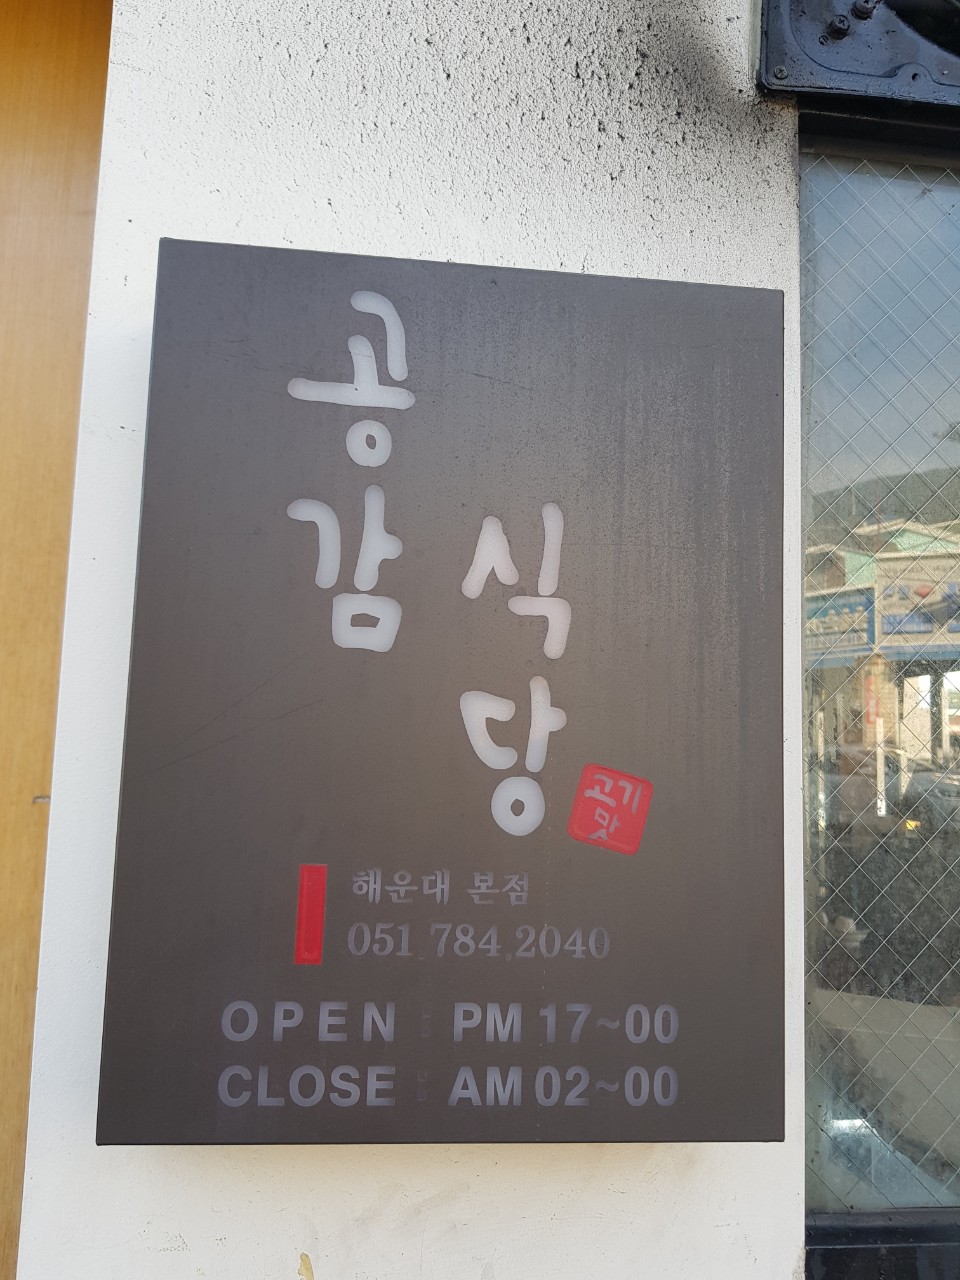 공감
식당
고기
맛
해운대 본점
051.784.2040
OPEN : PM 17~00
CLOSE : AM 02~00